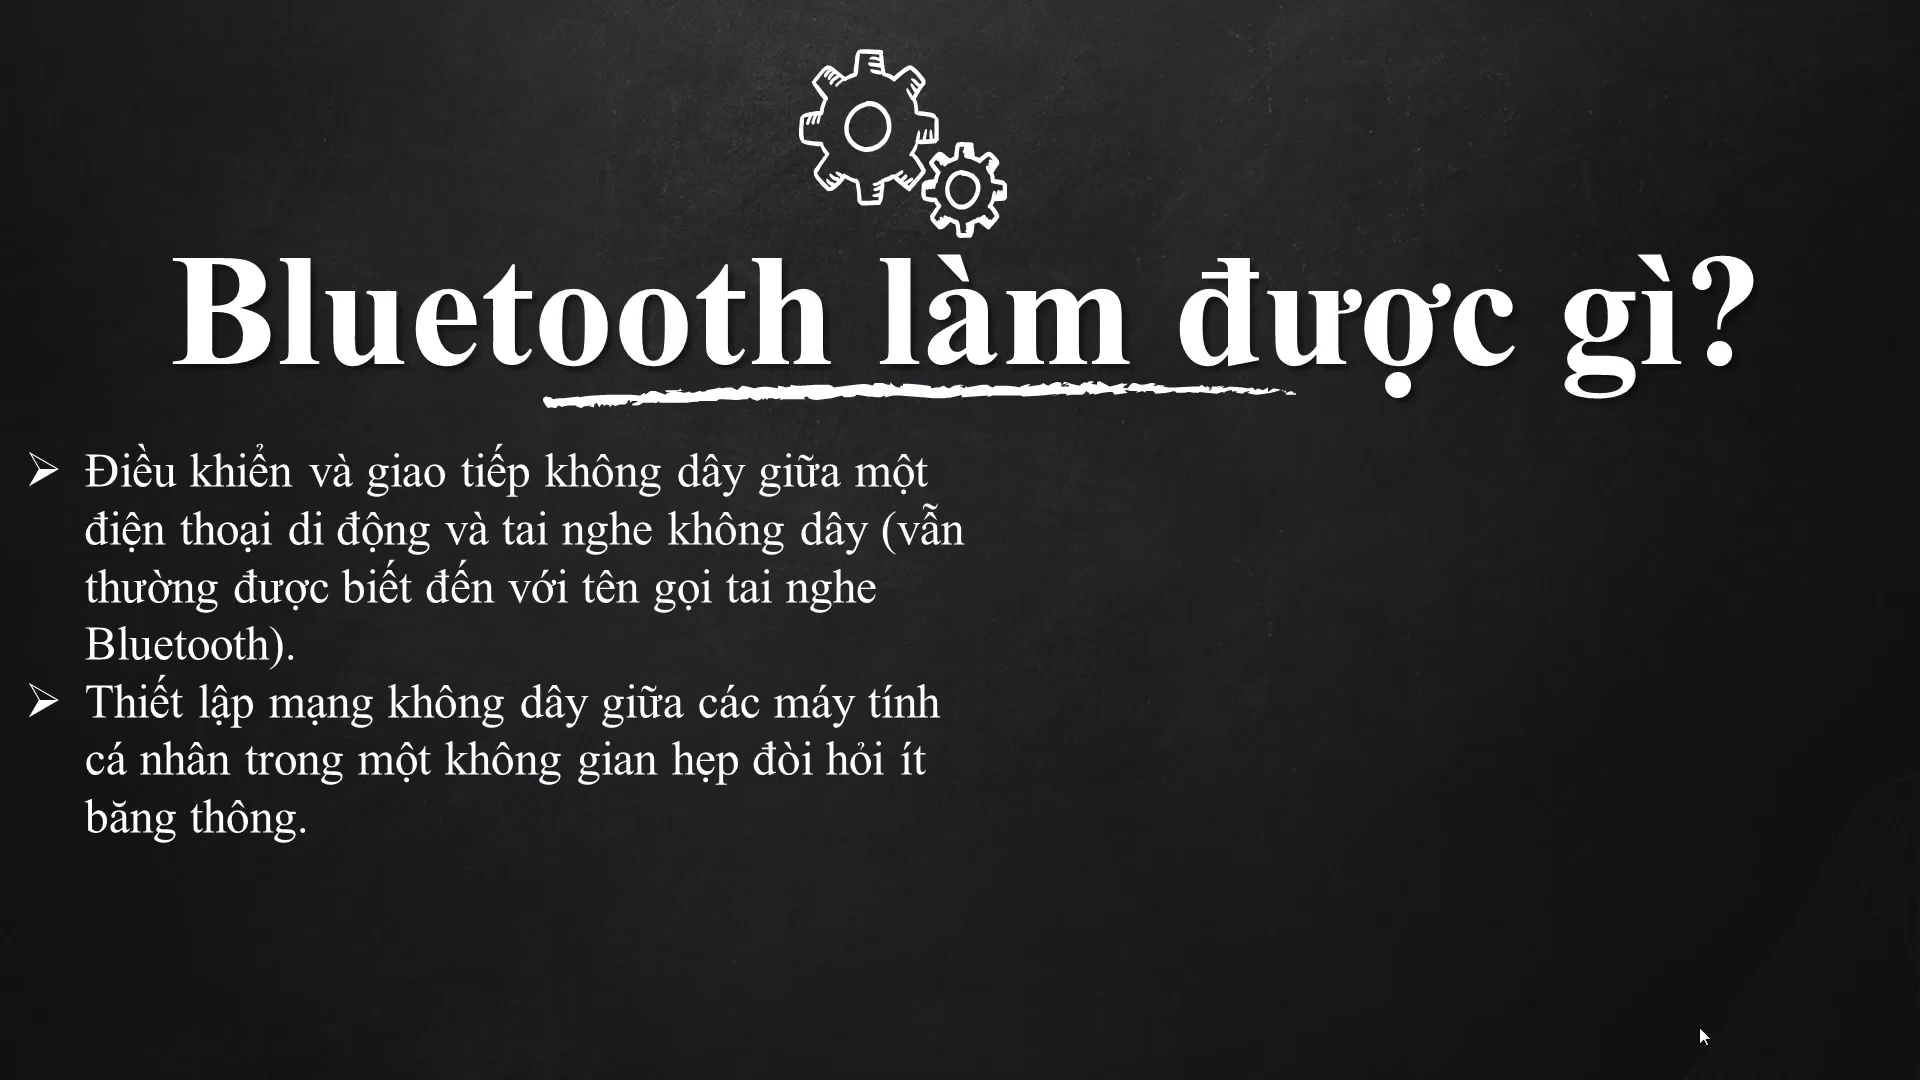 Bluetooth làm được gì?
Điều khiển và giao tiếp không dây giữa một
điện thoại di động và tai nghe không dây (vẫn
thường được biết đến với tên gọi tai nghe
Bluetooth).
Thiết lập mạng không dây giữa các máy tính
cá nhân trong một không gian hẹp đòi hỏi ít
băng thông.